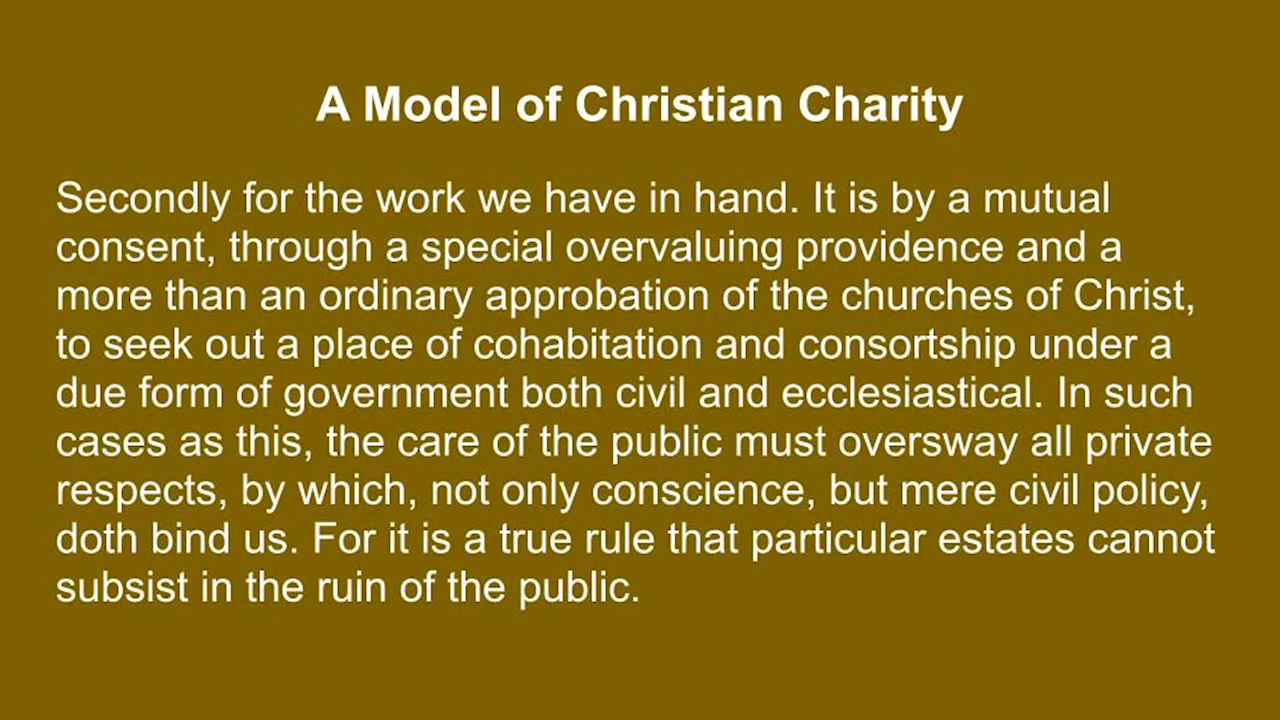 A Model of Christian Charity
Secondly for the work we have in hand. It is by a mutual
consent, through a special overvaluing providence and a
more than an ordinary approbation of the churches of Christ,
to seek out a place of cohabitation and consortship under a
due form of government both civil and ecclesiastical. In such
cases as this, the care of the public must oversway all private
respects, by which, not only conscience, but mere civil policy,
doth bind us. For it is a true rule that particular estates cannot
subsist in the ruin of the public.